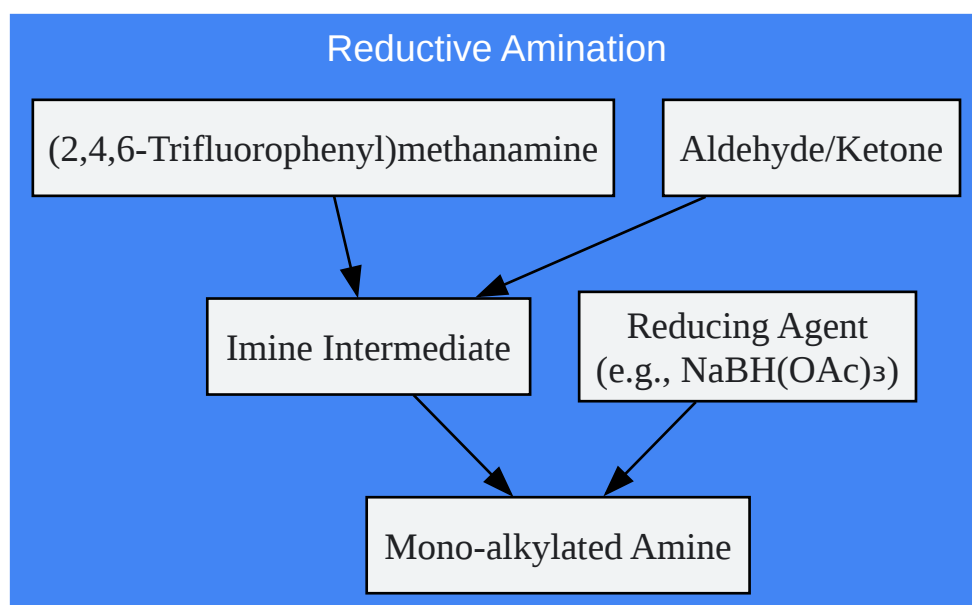 Reductive Amination
(2,4,6-Trifluorophenyl)methanamine
Aldehyde/Ketone
Imine Intermediate
Reducing Agent
(e.g., NaBH(OAc)₃)
Mono-alkylated Amine